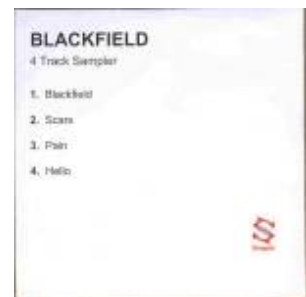 BLACKFIELD
4 Track Sampler
1. Blackfield
2. Scars
3. Pain
4. Hello